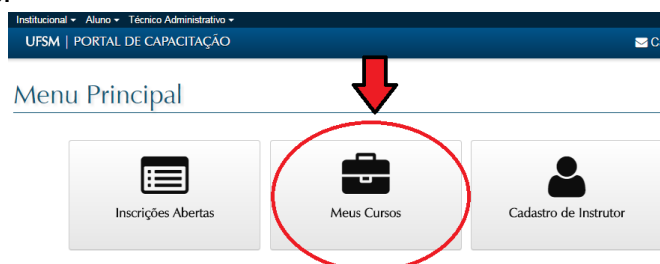 Institucional Aluno Técnico Administrativo
UFSM | PORTAL DE CAPACITAÇÃO
Menu Principal
Inscrições Abertas Meus Cursos Cadastro de Instrutor